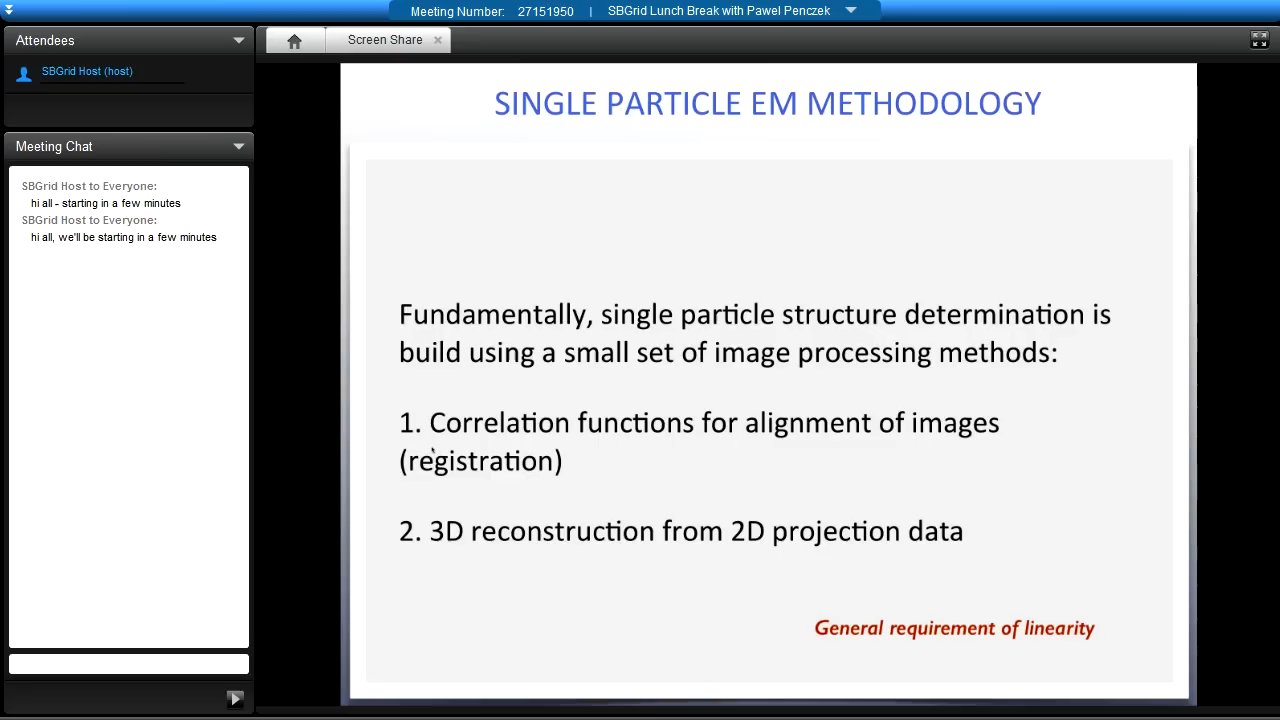 Meeting Number: 27151950 | SBGrid Lunch Break with Pawel Penczek
Attendees
SBGrid Host (host)
Meeting Chat
SBGrid Host to Everyone:
hi all - starting in a few minutes
SBGrid Host to Everyone:
hi all, we'll be starting in a few minutes
Screen Share
SINGLE PARTICLE EM METHODOLOGY
Fundamentally, single particle structure determination is
build using a small set of image processing methods:
1. Correlation functions for alignment of images
(registration)
2. 3D reconstruction from 2D projection data
General requirement of linearity